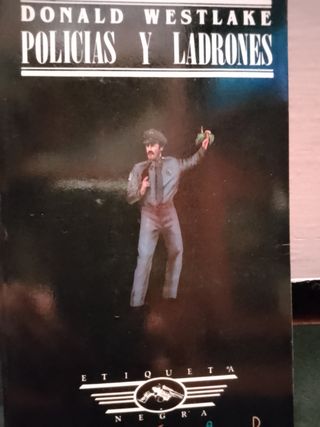 DONALD WESTLAKE
POLICIAS Y LADRONES
ETIQUETA
NEGRA